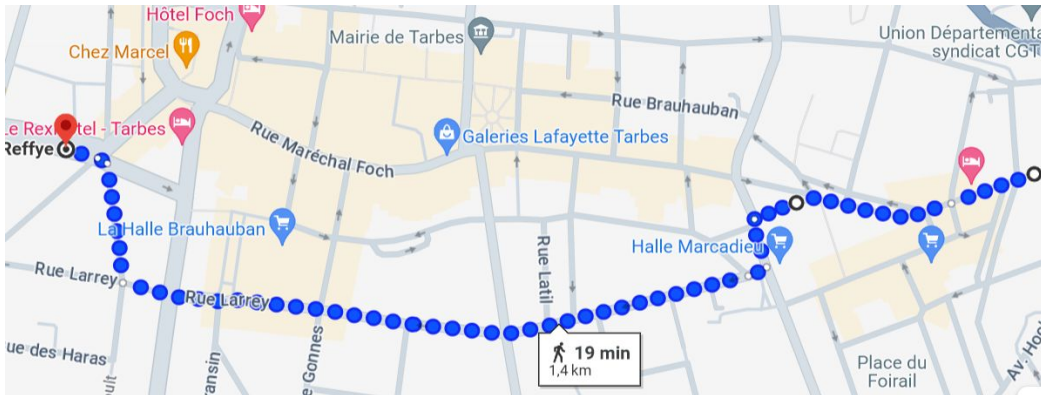 Hôtel Foch
Chez Marcel
Mairie de Tarbes
Union Départementa
syndicat CGT
Rue Brauhauban
Le Rex Hotel - Tarbes
Reffye
Rue Maréchal Foch
Galeries Lafayette Tarbes
La Halle Brauhauban
Halle Marcadieu
Rue Latil
Rue Larrey
Rue Larrey
ue des Haras
ransin
e Gonnes
19 min
1,4 km
Place du
Foirail
Av. Hoc